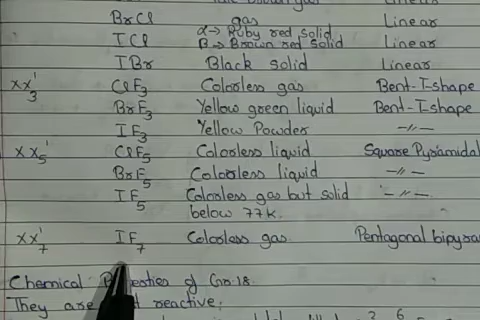 BrCl gas Linear
ICl α→ Ruby red solid Linear
β→ Brown red solid
IBr Black solid Linear
XX'3 ClF3 Colorless gas Bent-T-shape
BrF3 Yellow green liquid Bent-T-shape
IF3 Yellow Powder -//-
XX'5 ClF5 Colorless liquid Square Pyramidal
BrF5 Colorless liquid -//-
IF5 Colorless gas but solid -//-
below 77k.
XX'7 IF7 Colorless gas Pentagonal bipyra
Chemical of Gr.18.
They are reactive.